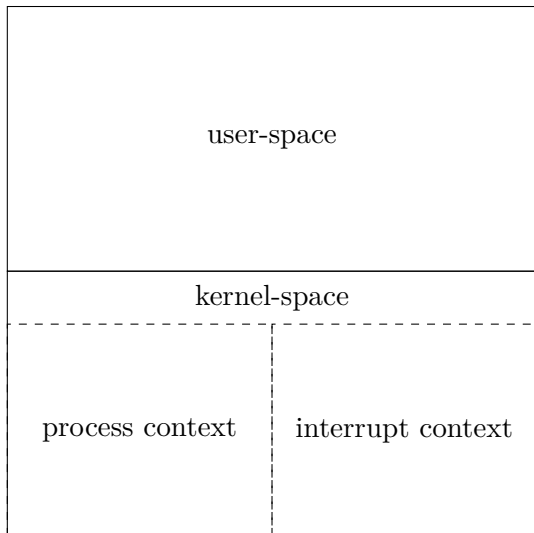 user-space
kernel-space
process context
interrupt context